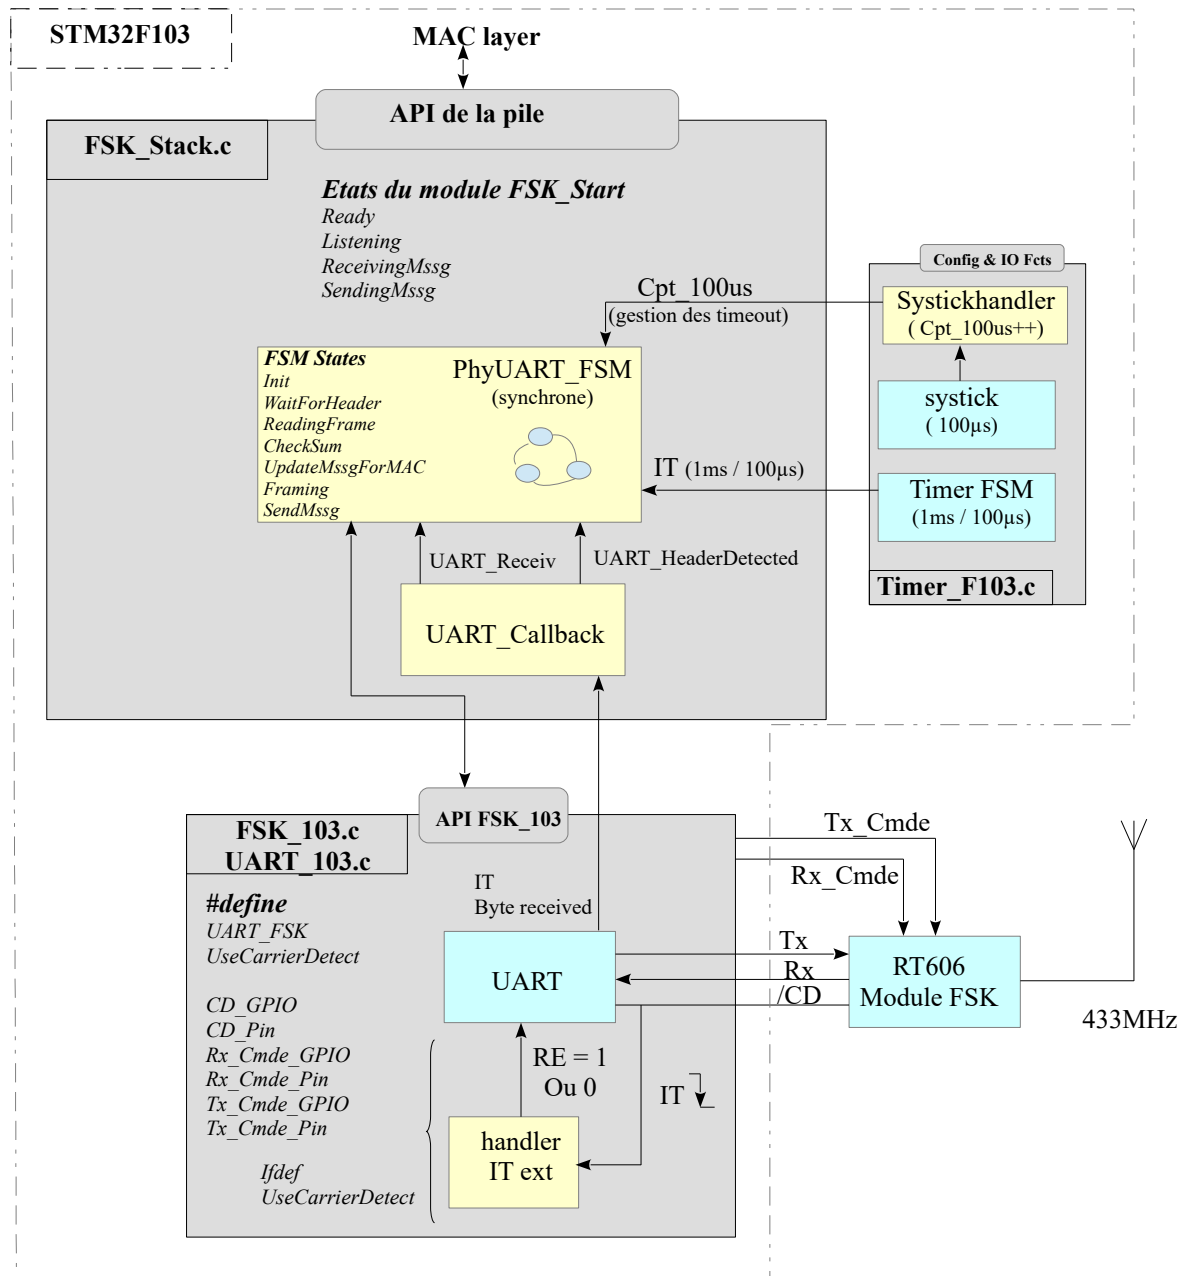 STM32F103
MAC layer
API de la pile
FSK_Stack.c
Etats du module FSK_Start
Ready
Listening
ReceivingMssg
SendingMssg
Config & IO Fcts
Systickhandler
( Cpt_100us++)
systick
( 100µs)
Timer FSM
(1ms / 100µs)
Timer_F103.c
Cpt_100us
(gestion des timeout)
FSM States
Init
WaitForHeader
ReadingFrame
CheckSum
UpdateMssgForMAC
Framing
SendMssg
PhyUART_FSM
(synchrone)
IT (1ms / 100µs)
UART_Receiv
UART_HeaderDetected
UART_Callback
API FSK_103
FSK_103.c
UART_103.c
#define
UART_FSK
UseCarrierDetect
CD_GPIO
CD_Pin
Rx_Cmde_GPIO
Rx_Cmde_Pin
Tx_Cmde_GPIO
Tx_Cmde_Pin
Ifdef
UseCarrierDetect
IT
Byte received
UART
RE = 1
Ou 0
handler
IT ext
IT
Tx_Cmde
Rx_Cmde
Tx
Rx
/CD
RT606
Module FSK
433MHz